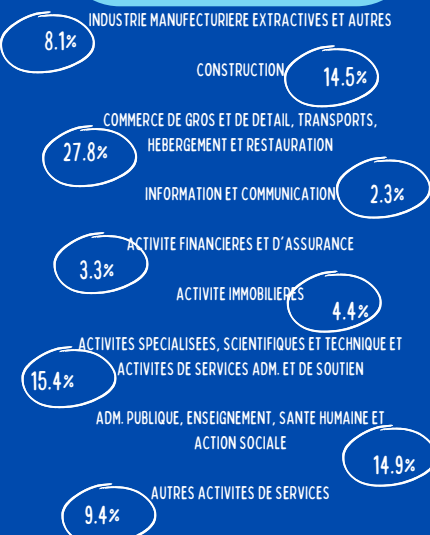 INDUSTRIE MANUFECTURIERE EXTRACTIVES ET AUTRES
8.1%
CONSTRUCTION
14.5%
COMMERCE DE GROS ET DE DETAIL, TRANSPORTS,
HEBERGEMENT ET RESTAURATION
27.8%
INFORMATION ET COMMUNICATION
2.3%
ACTIVITE FINANCIERES ET D'ASSURANCE
3.3%
ACTIVITE IMMOBILIERES
4.4%
ACTIVITES SPECIALISEES, SCIENTIFIQUES ET TECHNIQUE ET
ACTIVITES DE SERVICES ADM. ET DE SOUTIEN
15.4%
ADM. PUBLIQUE, ENSEIGNEMENT, SANTE HUMAINE ET
ACTION SOCIALE
14.9%
AUTRES ACTIVITES DE SERVICES
9.4%